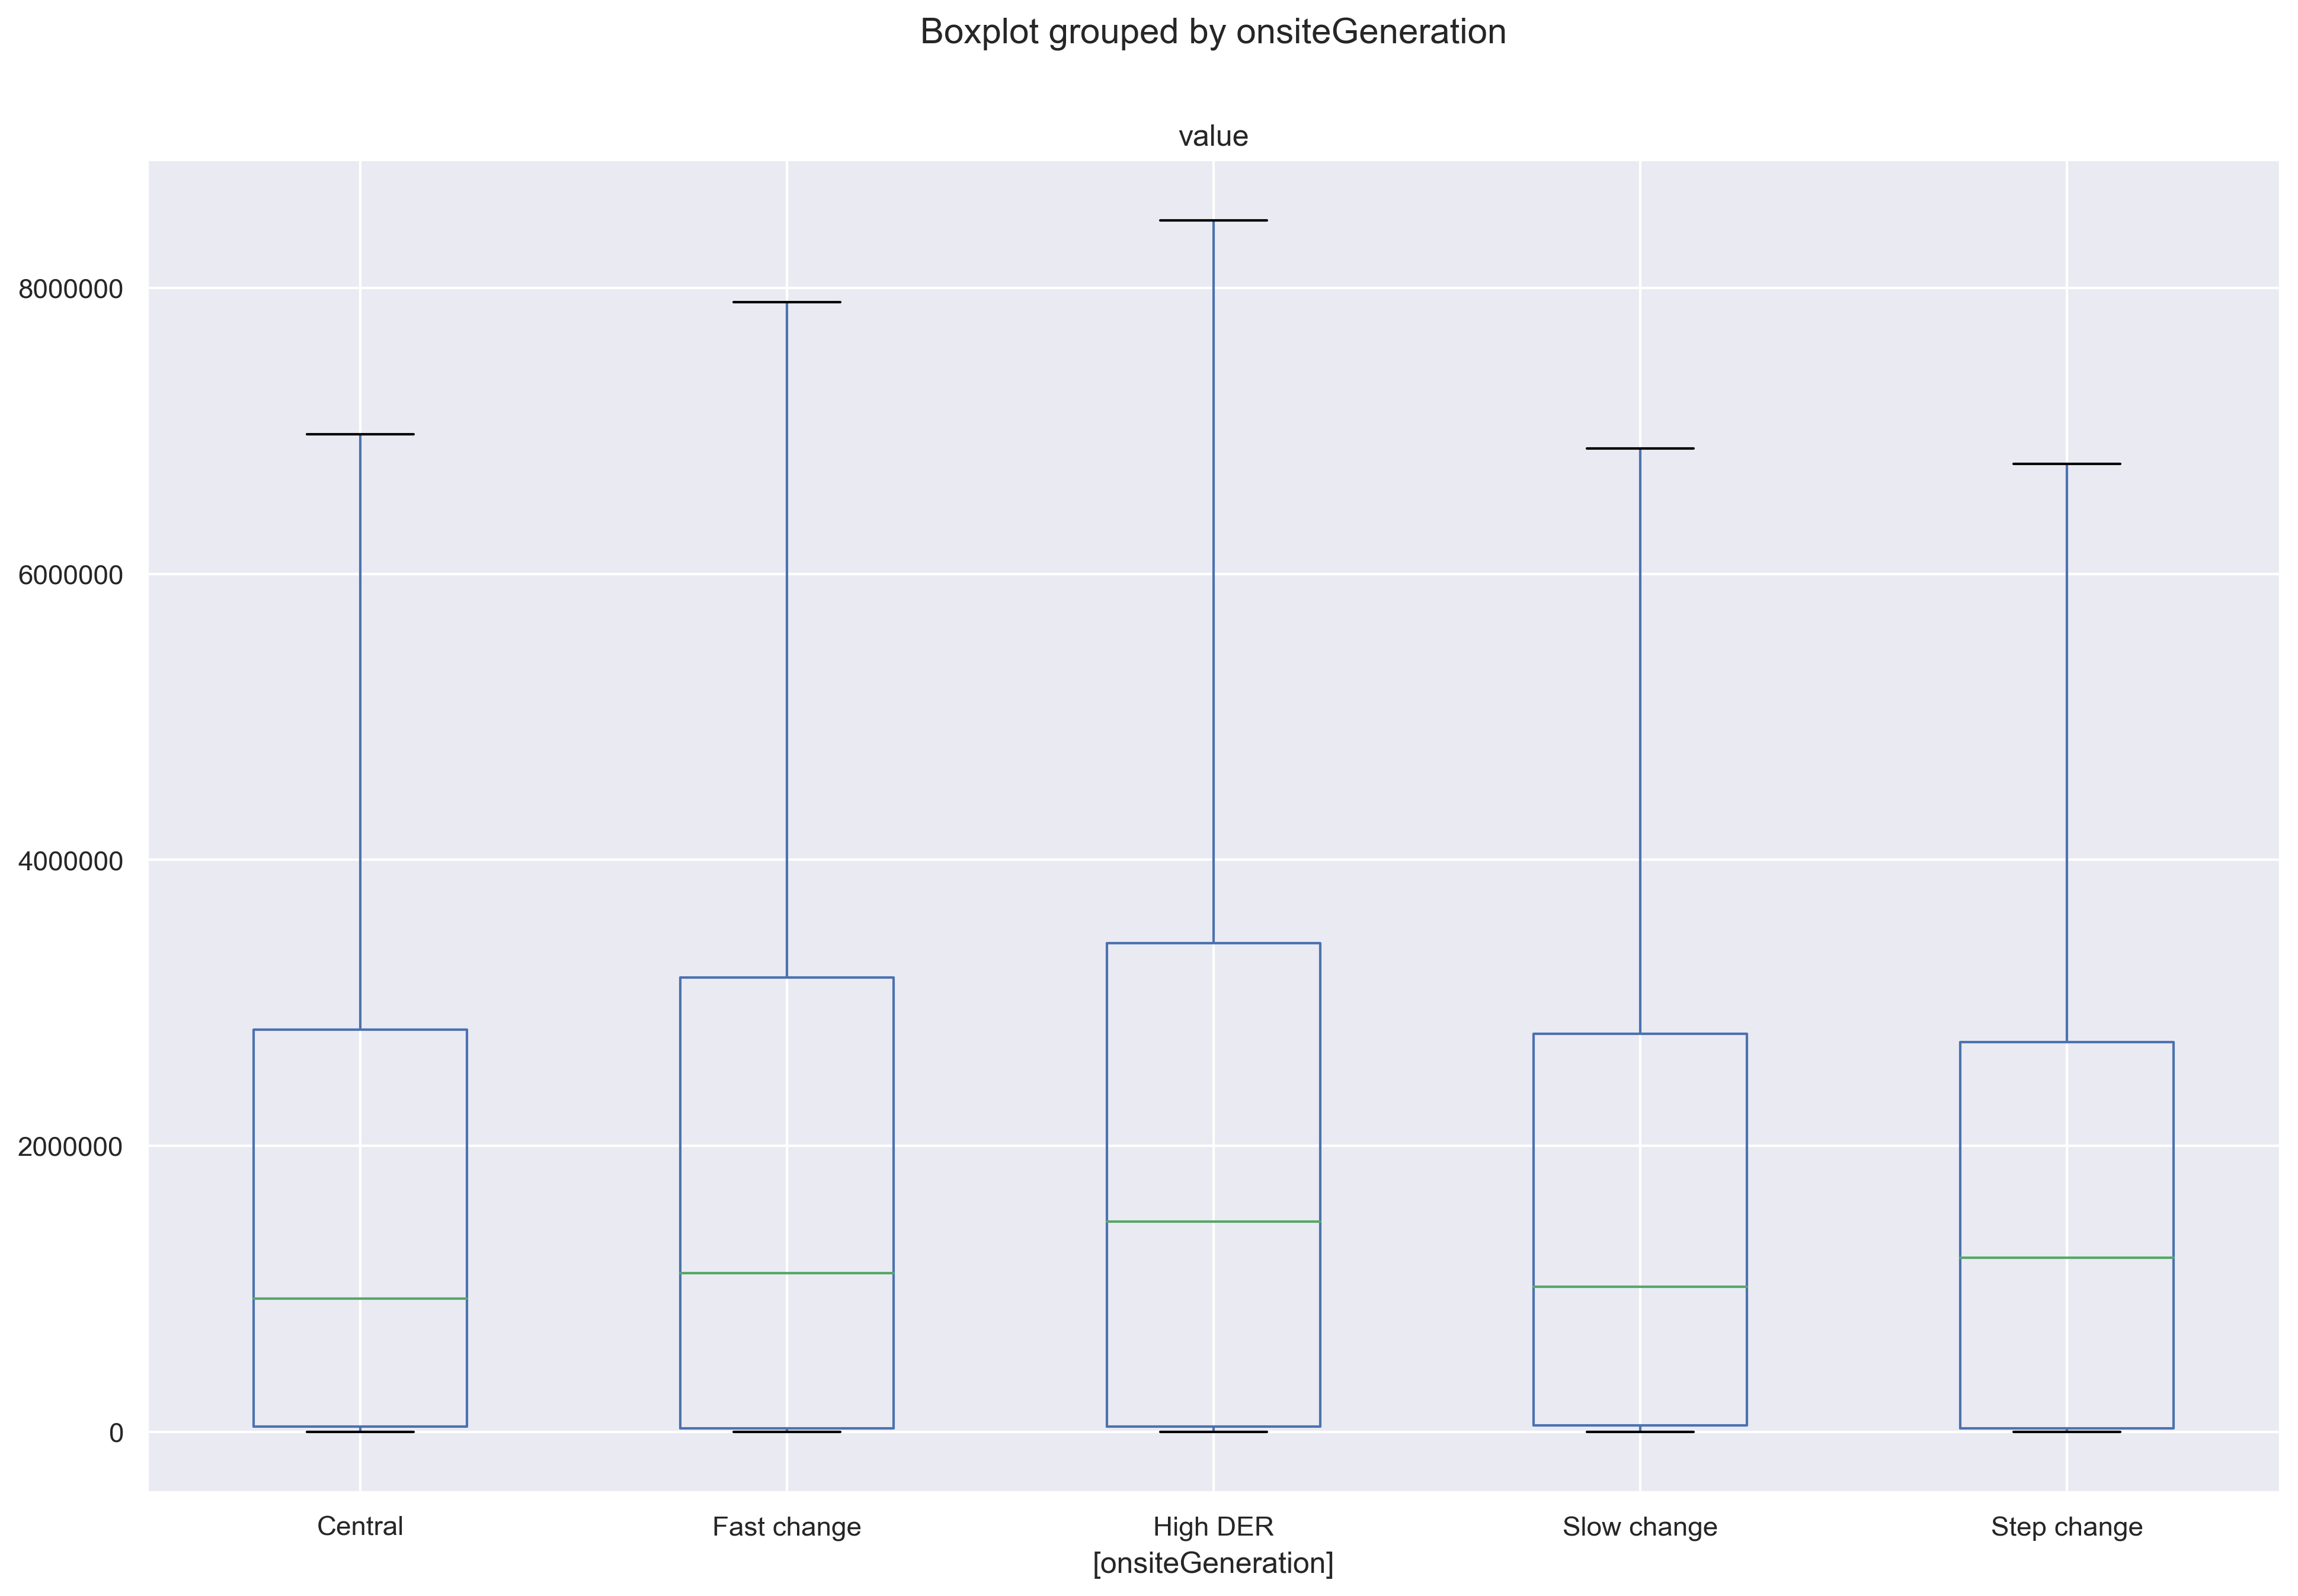 Boxplot grouped by onsiteGeneration
value
8000000
6000000
4000000
2000000
0
Central Fast change High DER Slow change Step change
[onsiteGeneration]